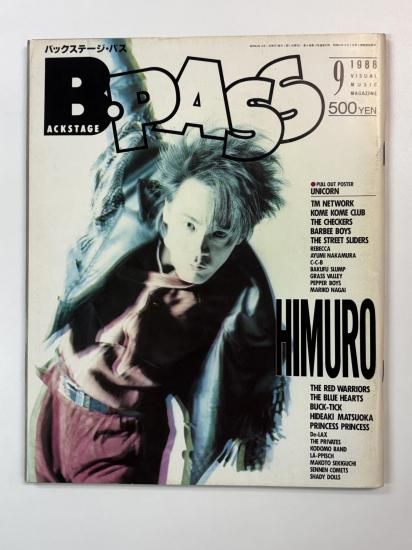 バックステージ・パス
B·PASS
ACKSTAGE
9
1988
VISUAL
MUSIC
MAGAZINE
500YEN
● PULL OUT POSTER
UNICORN
TM NETWORK
KOME KOME CLUB
THE CHECKERS
BARBEE BOYS
THE STREET SLIDERS
REBECCA
AYUMI NAKAMURA
C-C-B
BAKUFU SLUMP
GRASS VALLEY
PEPPER BOYS
MARIKO NAGAI
HIMURO
THE RED WARRIORS
THE BLUE HEARTS
BUCK-TICK
HIDEAKI MATSUOKA
PRINCESS PRINCESS
De-LAX
THE PRIVATES
KODOMO BAND
LA-PPISCH
MAKOTO SEKIGUCHI
SENNEN COMETS
SHADY DOLLS